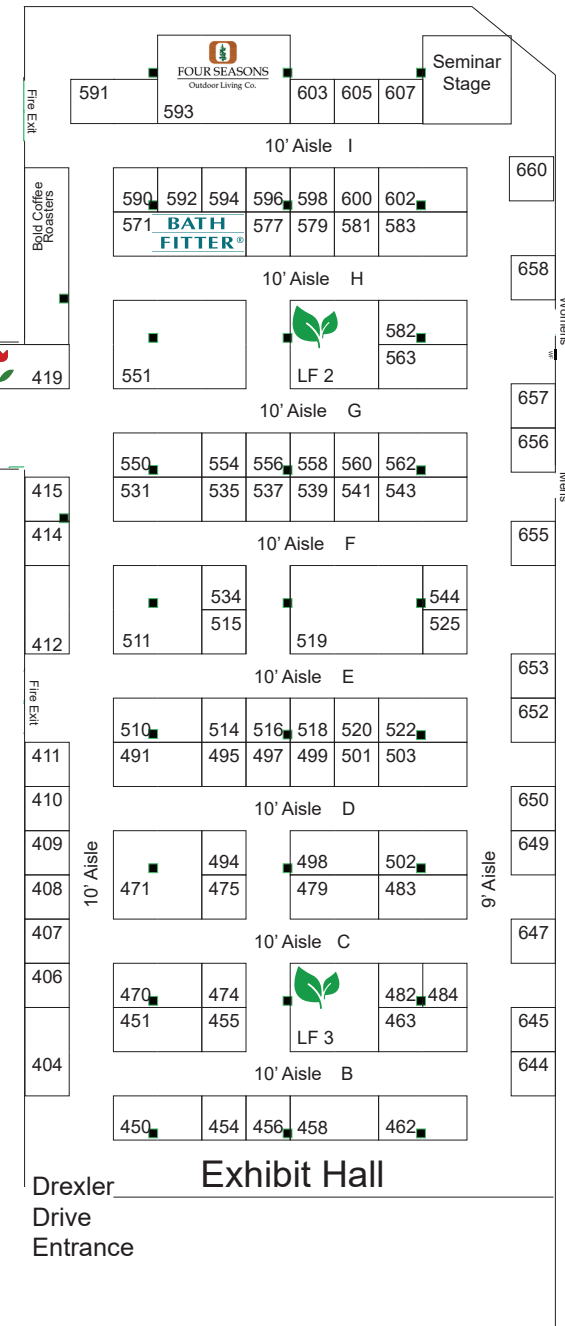 FOUR SEASONS
Outdoor Living Co.
Seminar
Stage
591
593
603 605 607
Fire Exit
10' Aisle I
Bold Coffee
Roasters
590 592 594 596 598 600 602
660
571 BATH
FITTER®
577 579 581 583
10' Aisle H
658
Womens
W
582
419
551
LF 2
563
657
10' Aisle G
656
550 554 556 558 560 562
531 535 537 539 541 543
Mens
415
414
10' Aisle F
655
534
544
515
525
412
511
519
653
10' Aisle E
Fire Exit
652
510 514 516 518 520 522
411
491 495 497 499 501 503
410
10' Aisle D
650
409
649
10' Aisle
9' Aisle
494 498 502
408
471 475 479 483
407
10' Aisle C
647
406
470 474 482 484
451 455 463
LF 3
645
404
10' Aisle B
644
450 454 456 458 462
Exhibit Hall
Drexler
Drive
Entrance